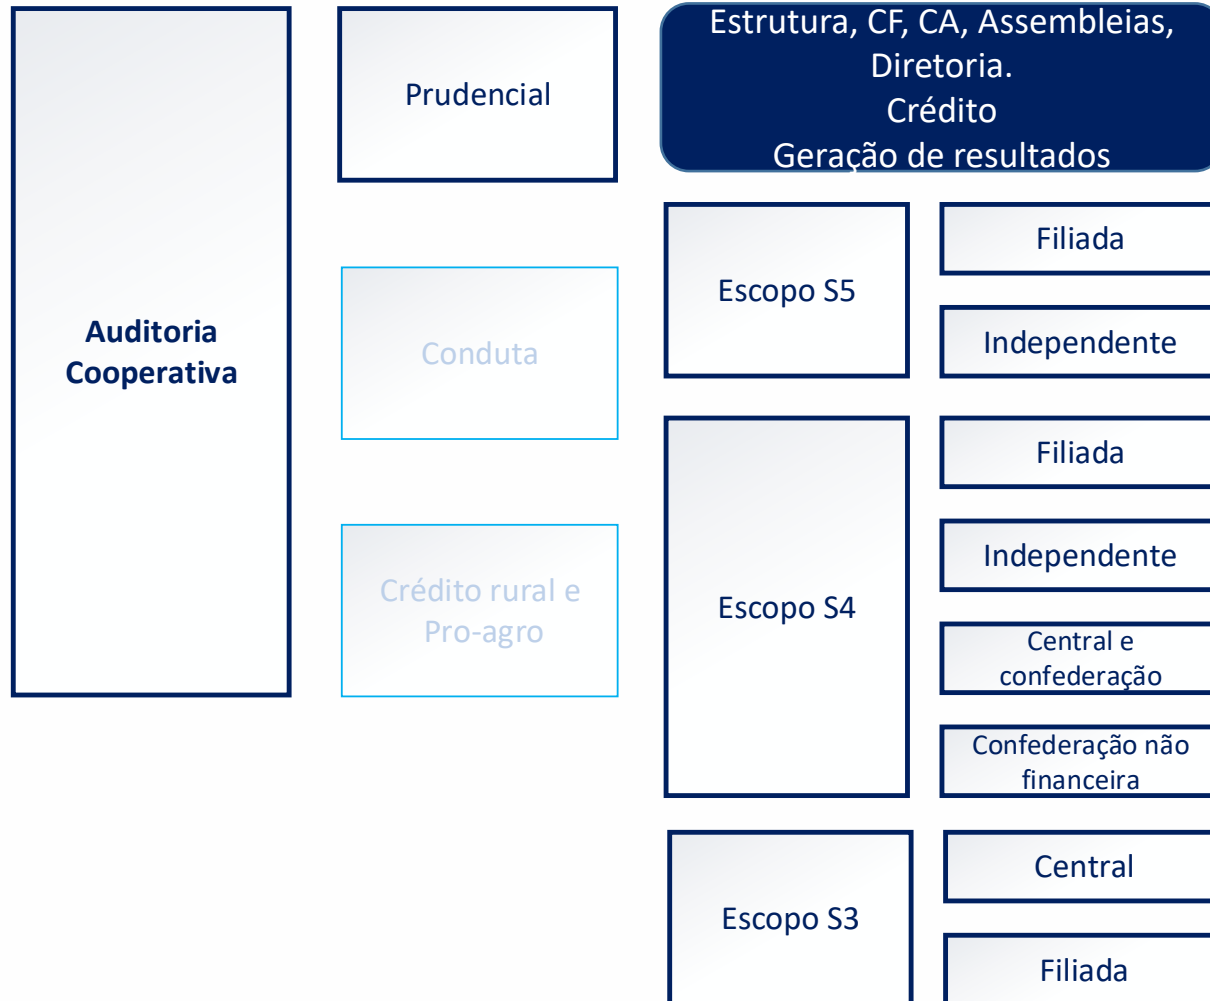 Auditoria
Cooperativa
Prudencial
Conduta
Crédito rural e
Pro-agro
Estrutura, CF, CA, Assembleias,
Diretoria.
Crédito
Geração de resultados
Escopo S5
Filiada
Independente
Escopo S4
Filiada
Independente
Central e
confederação
Confederação não
financeira
Escopo S3
Central
Filiada